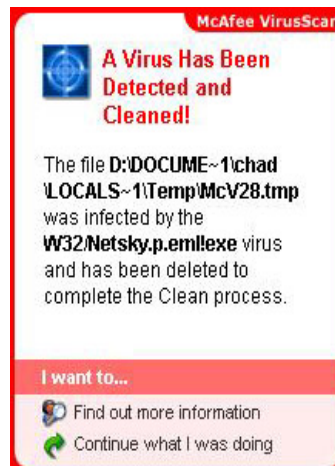 McAfee VirusScan
A Virus Has Been
Detected and
Cleaned!
The file D:\DOCUME~1\chad
\LOCALS~1\Temp\McV28.tmp
was infected by the
W32/Netsky.p.eml!exe virus
and has been deleted to
complete the Clean process.
I want to...
Find out more information
Continue what I was doing